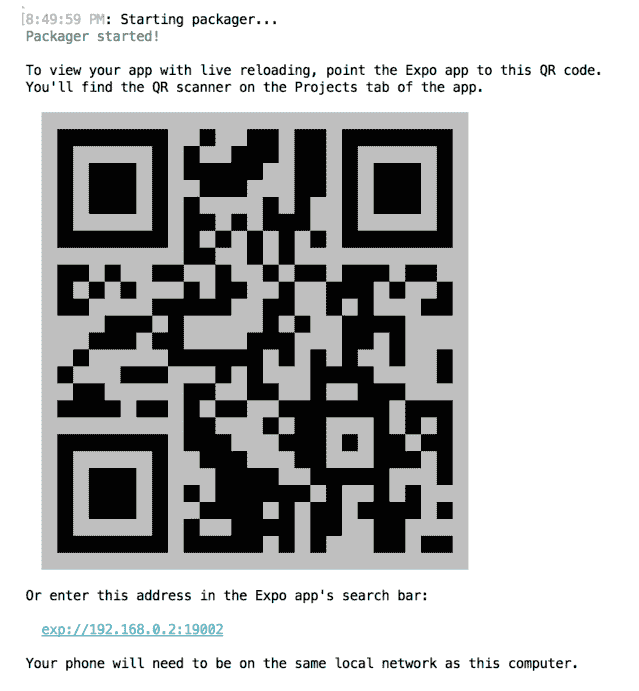 [8:49:59 PM: Starting packager...
Packager started!
To view your app with live reloading, point the Expo app to this QR code.
You'll find the QR scanner on the Projects tab of the app.
Or enter this address in the Expo app's search bar:
exp://192.168.0.2:19002
Your phone will need to be on the same local network as this computer.